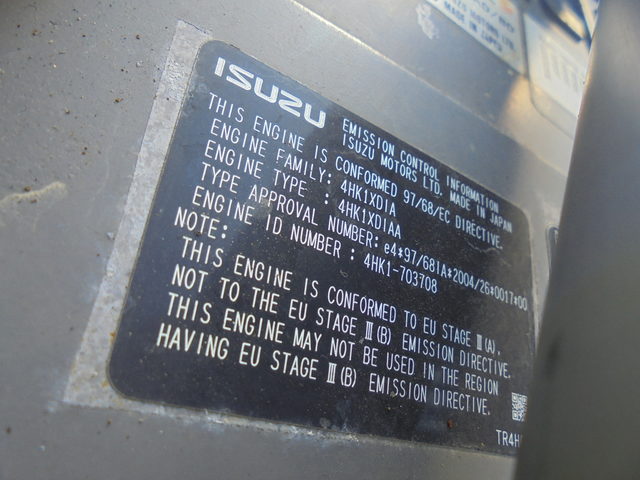 ISUZU
EMISSION CONTROL INFORMATION
ISUZU MOTORS LTD. MADE IN JAPAN
THIS ENGINE IS CONFORMED 97/68/EC DIRECTIVE.
ENGINE FAMILY: 4HK1XDIA
ENGINE TYPE : 4HK1XDIAA
TYPE APPROVAL NUMBER: e4*97/68IA*2004/26*0017*00
ENGINE ID NUMBER : 4HK1-703708
NOTE:
THIS ENGINE IS CONFORMED TO EU STAGE Ⅲ(A),
NOT TO THE EU STAGE Ⅲ(B) EMISSION DIRECTIVE.
THIS ENGINE MAY NOT BE USED IN THE REGION
HAVING EU STAGE Ⅲ(B) EMISSION DIRECTIVE.
TR4H